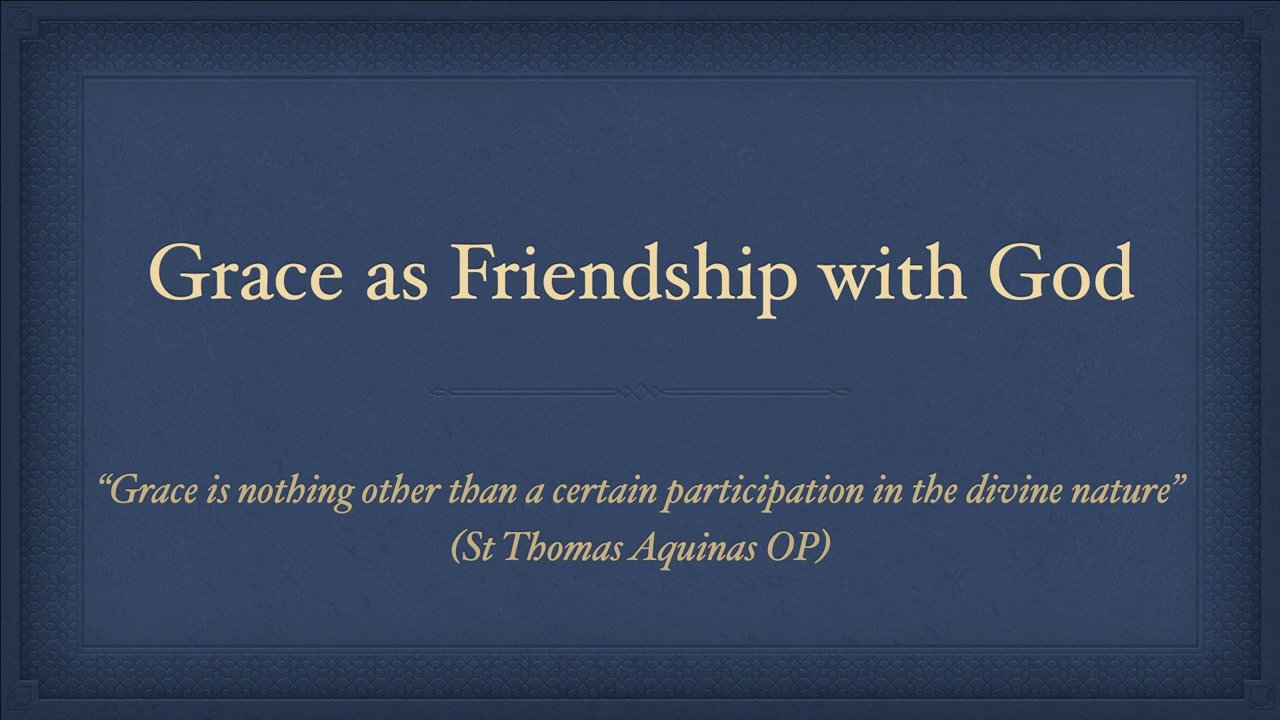 Grace as Friendship with God
“Grace is nothing other than a certain participation in the divine nature”
(St Thomas Aquinas OP)